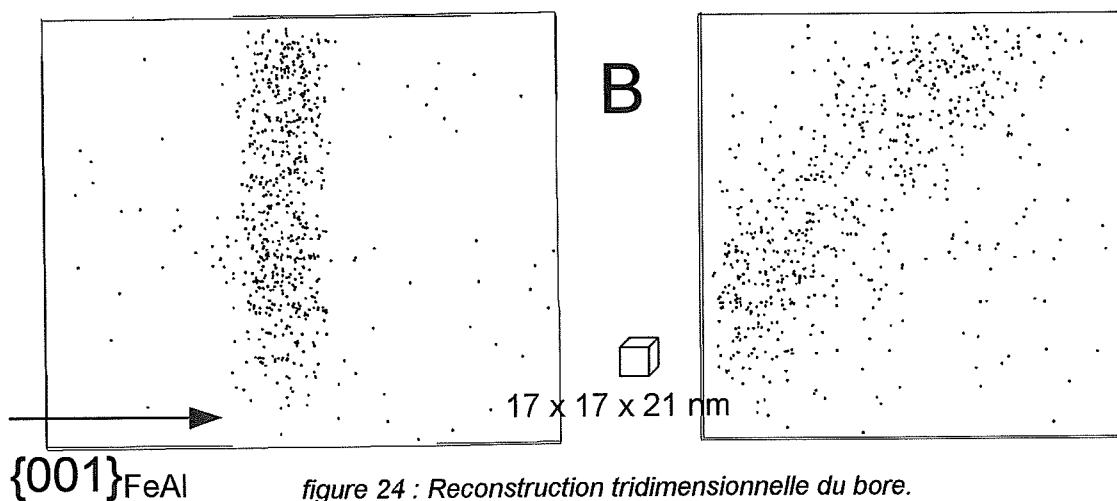 B
17 x 17 x 21 nm
{001}FeAl
figure 24 : Reconstruction tridimensionnelle du bore.